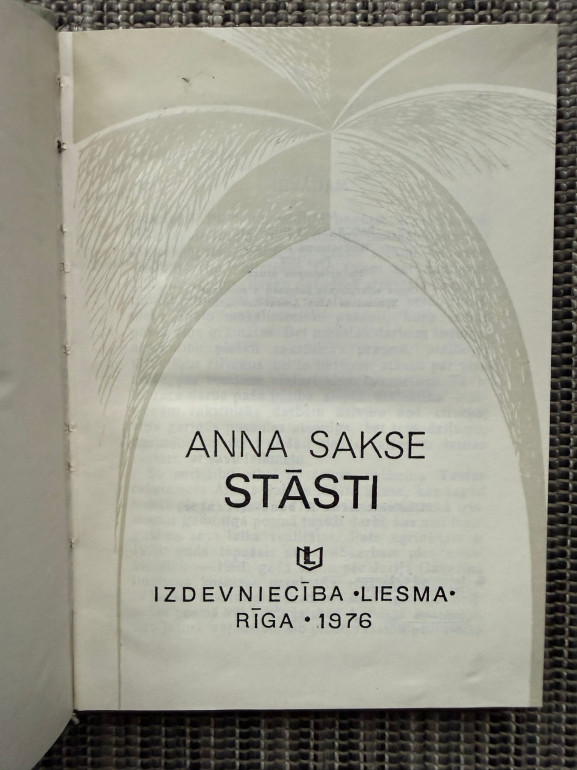 ANNA SAKSE
STĀSTI
IZDEVNIECĪBA •LIESMA•
RĪGA • 1976